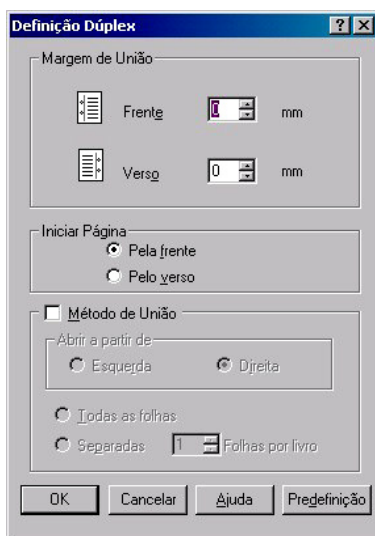 Definição Dúplex
Margem de União
Frente 0 mm
Verso 0 mm
Iniciar Página
Pela frente
Pelo verso
Método de União
Abrir a partir de
Esquerda Direita
Todas as folhas
Separadas 1 Folhas por livro
OK Cancelar Ajuda Predefinição